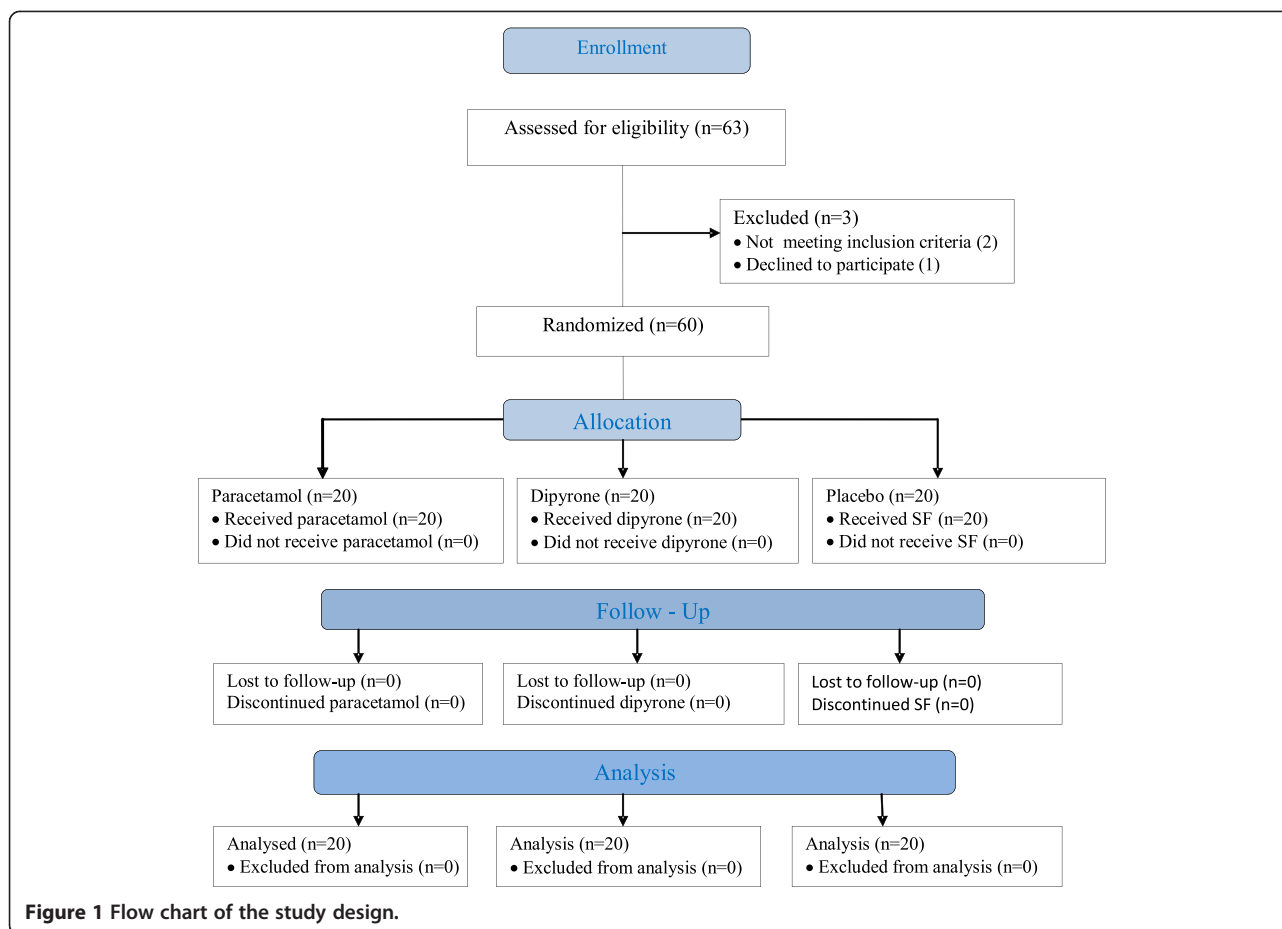 Enrollment
Assessed for eligibility (n=63)
Excluded (n=3)
• Not meeting inclusion criteria (2)
• Declined to participate (1)
Randomized (n=60)
Allocation
Paracetamol (n=20)
• Received paracetamol (n=20)
• Did not receive paracetamol (n=0)
Dipyrone (n=20)
• Received dipyrone (n=20)
• Did not receive dipyrone (n=0)
Placebo (n=20)
• Received SF (n=20)
• Did not receive SF (n=0)
Follow - Up
Lost to follow-up (n=0)
Discontinued paracetamol (n=0)
Lost to follow-up (n=0)
Discontinued dipyrone (n=0)
Lost to follow-up (n=0)
Discontinued SF (n=0)
Analysis
Analysed (n=20)
• Excluded from analysis (n=0)
Analysis (n=20)
• Excluded from analysis (n=0)
Analysis (n=20)
• Excluded from analysis (n=0)
Figure 1 Flow chart of the study design.